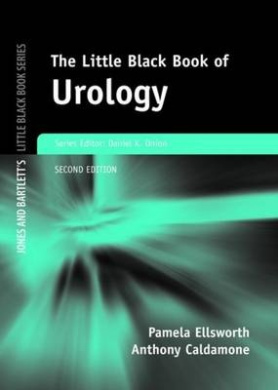 The Little Black Book of
Urology
Series Editor: Daniel K. Onion
SECOND EDITION
JONES AND BARTLETT'S LITTLE BLACK BOOK SERIES
Pamela Ellsworth
Anthony Caldamone